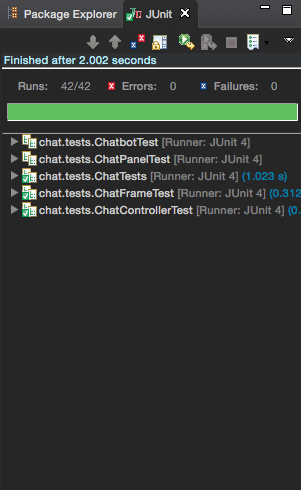 Package Explorer JUnit
Finished after 2.002 seconds
Runs: 42/42 Errors: 0 Failures: 0
chat.tests.ChatbotTest [Runner: JUnit 4]
chat.tests.ChatPanelTest [Runner: JUnit 4]
chat.tests.ChatTests [Runner: JUnit 4] (1.023 s)
chat.tests.ChatFrameTest [Runner: JUnit 4] (0.312
chat.tests.ChatControllerTest [Runner: JUnit 4] (0.